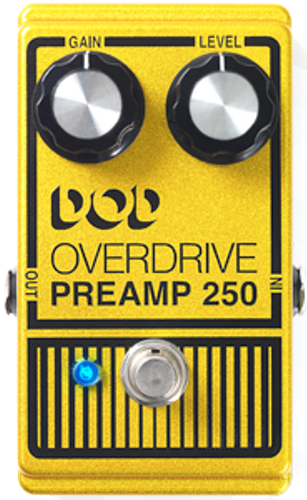 GAIN LEVEL
DOD
OVERDRIVE
PREAMP 250
OUT IN